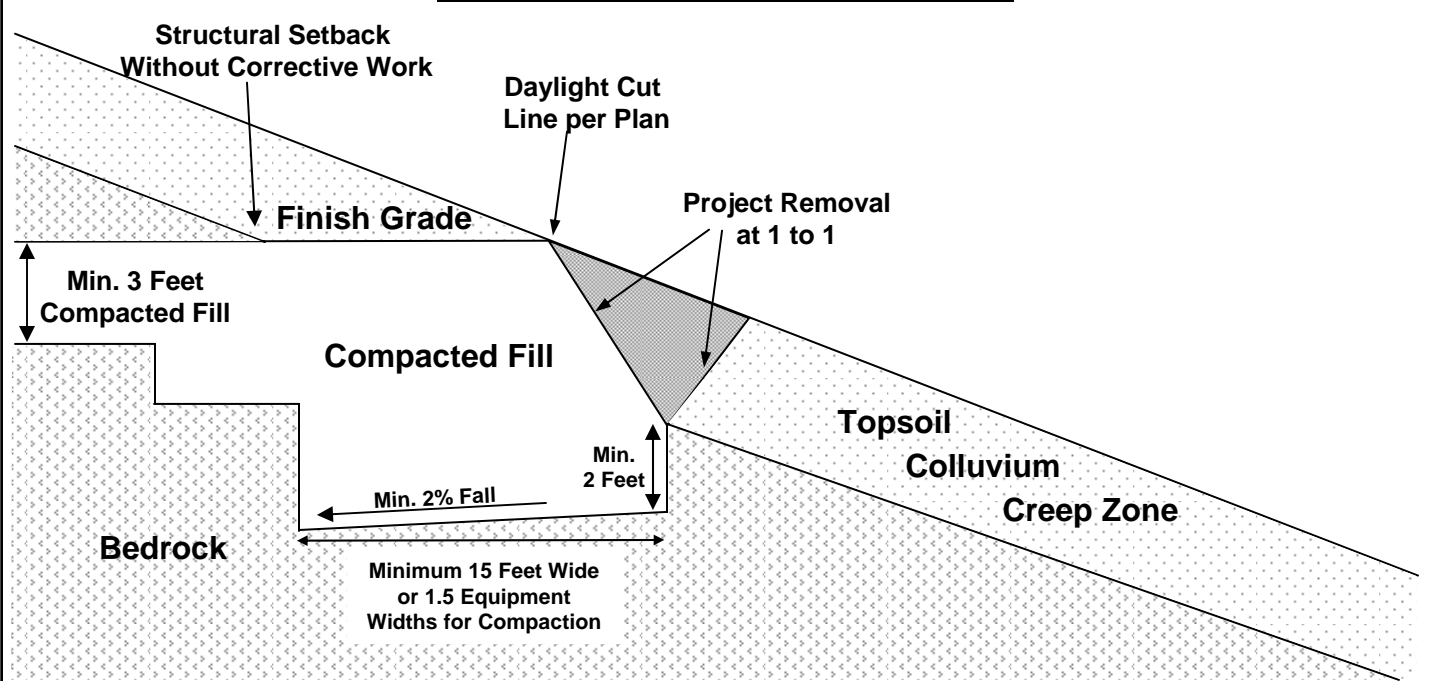 Structural Setback
Without Corrective Work
Daylight Cut
Line per Plan
Project Removal
at 1 to 1
Finish Grade
Min. 3 Feet
Compacted Fill
Compacted Fill
Topsoil
Colluvium
Creep Zone
Min.
2 Feet
Min. 2% Fall
Bedrock
Minimum 15 Feet Wide
or 1.5 Equipment
Widths for Compaction